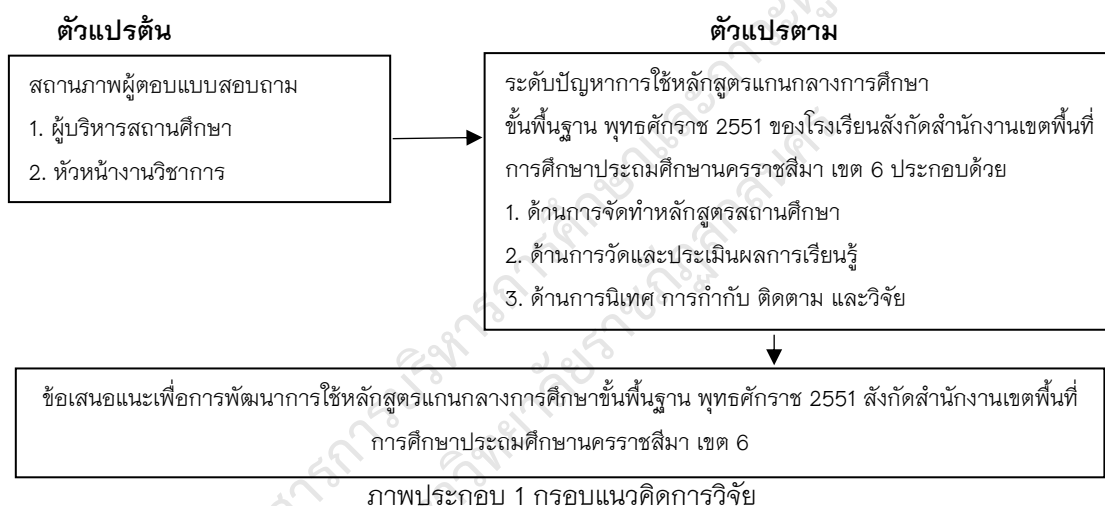 ตัวแปรต้น
ตัวแปรตาม
สถานภาพผู้ตอบแบบสอบถาม
1. ผู้บริหารสถานศึกษา
2. หัวหน้างานวิชาการ
ระดับปัญหาการใช้หลักสูตรแกนกลางการศึกษา
ขั้นพื้นฐาน พุทธศักราช 2551 ของโรงเรียนสังกัดสำนักงานเขตพื้นที่
การศึกษาประถมศึกษานครราชสีมา เขต 6 ประกอบด้วย
1. ด้านการจัดทำหลักสูตรสถานศึกษา
2. ด้านการวัดและประเมินผลการเรียนรู้
3. ด้านการนิเทศ การกำกับ ติดตาม และวิจัย
ข้อเสนอแนะเพื่อการพัฒนาการใช้หลักสูตรแกนกลางการศึกษาขั้นพื้นฐาน พุทธศักราช 2551 สังกัดสำนักงานเขตพื้นที่
การศึกษาประถมศึกษานครราชสีมา เขต 6
ภาพประกอบ 1 กรอบแนวคิดการวิจัย